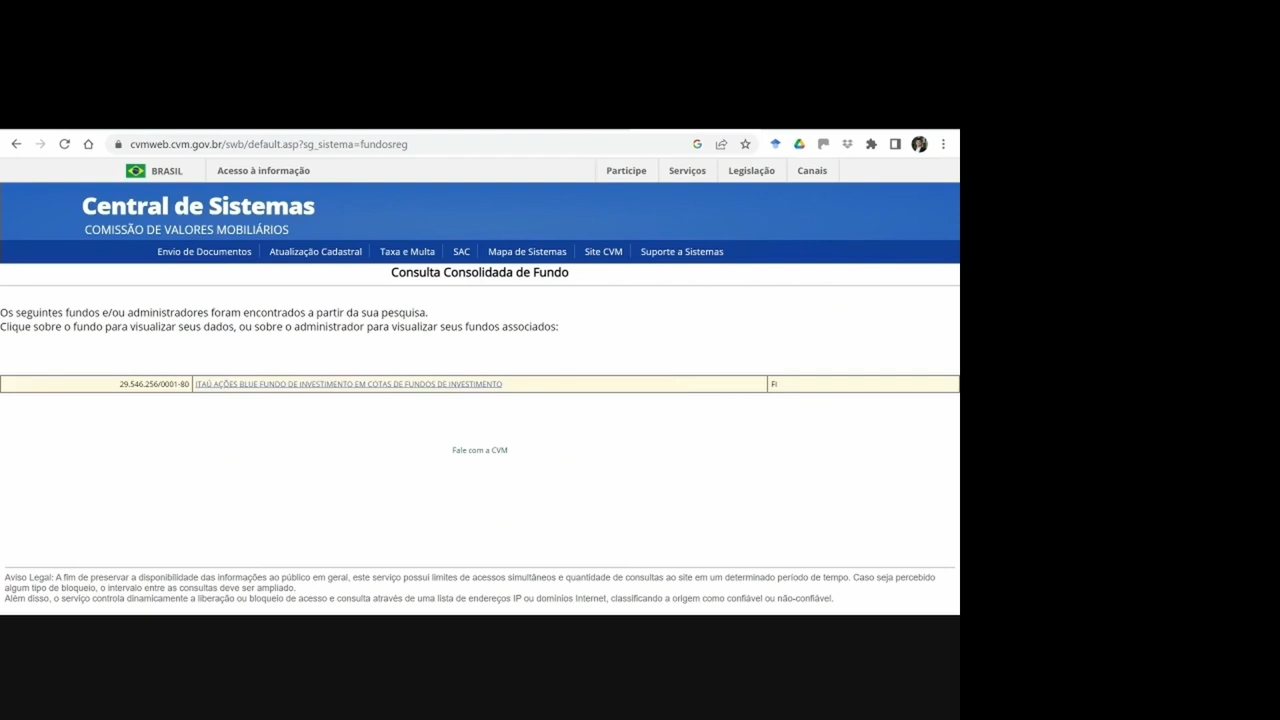 cvmweb.cvm.gov.br/swb/default.asp?sg_sistema=fundosreg
BRASIL Acesso à informação Participe Serviços Legislação Canais
Central de Sistemas
COMISSÃO DE VALORES MOBILIÁRIOS
Envio de Documentos Atualização Cadastral Taxa e Multa SAC Mapa de Sistemas Site CVM Suporte a Sistemas
Consulta Consolidada de Fundo
Os seguintes fundos e/ou administradores foram encontrados a partir da sua pesquisa.
Clique sobre o fundo para visualizar seus dados, ou sobre o administrador para visualizar seus fundos associados:
29.546.256/0001-80 ITAÚ AÇÕES BLUE FUNDO DE INVESTIMENTO EM COTAS DE FUNDOS DE INVESTIMENTO FI
Fale com a CVM
Aviso Legal: A fim de preservar a disponibilidade das informações ao público em geral, este serviço possui limites de acessos simultâneos e quantidade de consultas ao site em um determinado período de tempo. Caso seja percebido
algum tipo de bloqueio, o intervalo entre as consultas deve ser ampliado.
Além disso, o serviço controla dinamicamente a liberação ou bloqueio de acesso e consulta através de uma lista de endereços IP ou domínios Internet, classificando a origem como confiável ou não-confiável.